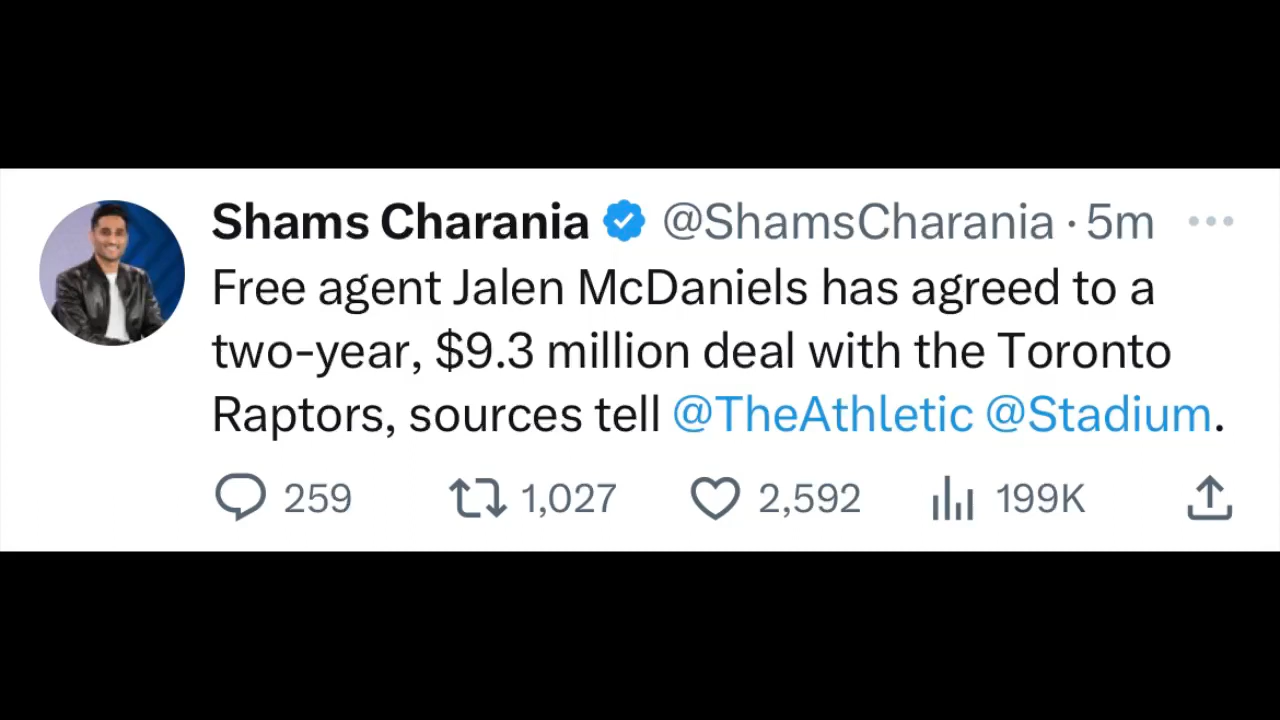 Shams Charania @ShamsCharania · 5m
Free agent Jalen McDaniels has agreed to a
two-year, $9.3 million deal with the Toronto
Raptors, sources tell @TheAthletic @Stadium.
259 1,027 2,592 199K